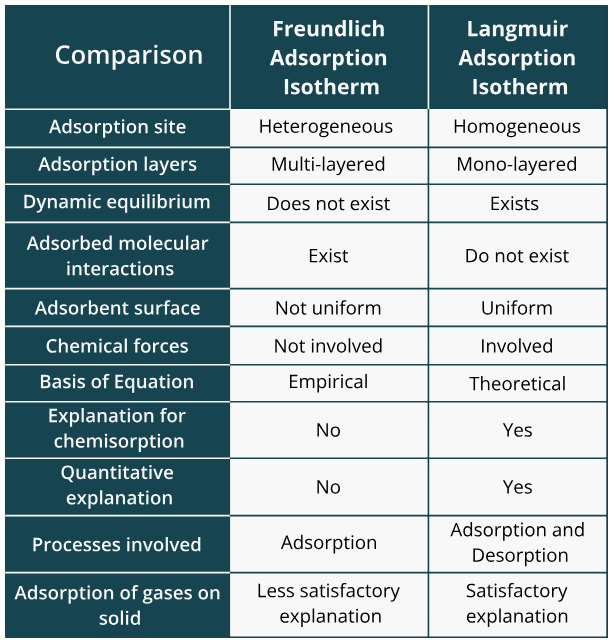 Comparison
Freundlich
Adsorption
Isotherm
Langmuir
Adsorption
Isotherm
Adsorption site
Heterogeneous
Homogeneous
Adsorption layers
Multi-layered
Mono-layered
Dynamic equilibrium
Does not exist
Exists
Adsorbed molecular
interactions
Exist
Do not exist
Adsorbent surface
Not uniform
Uniform
Chemical forces
Not involved
Involved
Basis of Equation
Empirical
Theoretical
Explanation for
chemisorption
No
Yes
Quantitative
explanation
No
Yes
Processes involved
Adsorption
Adsorption and
Desorption
Adsorption of gases on
solid
Less satisfactory
explanation
Satisfactory
explanation